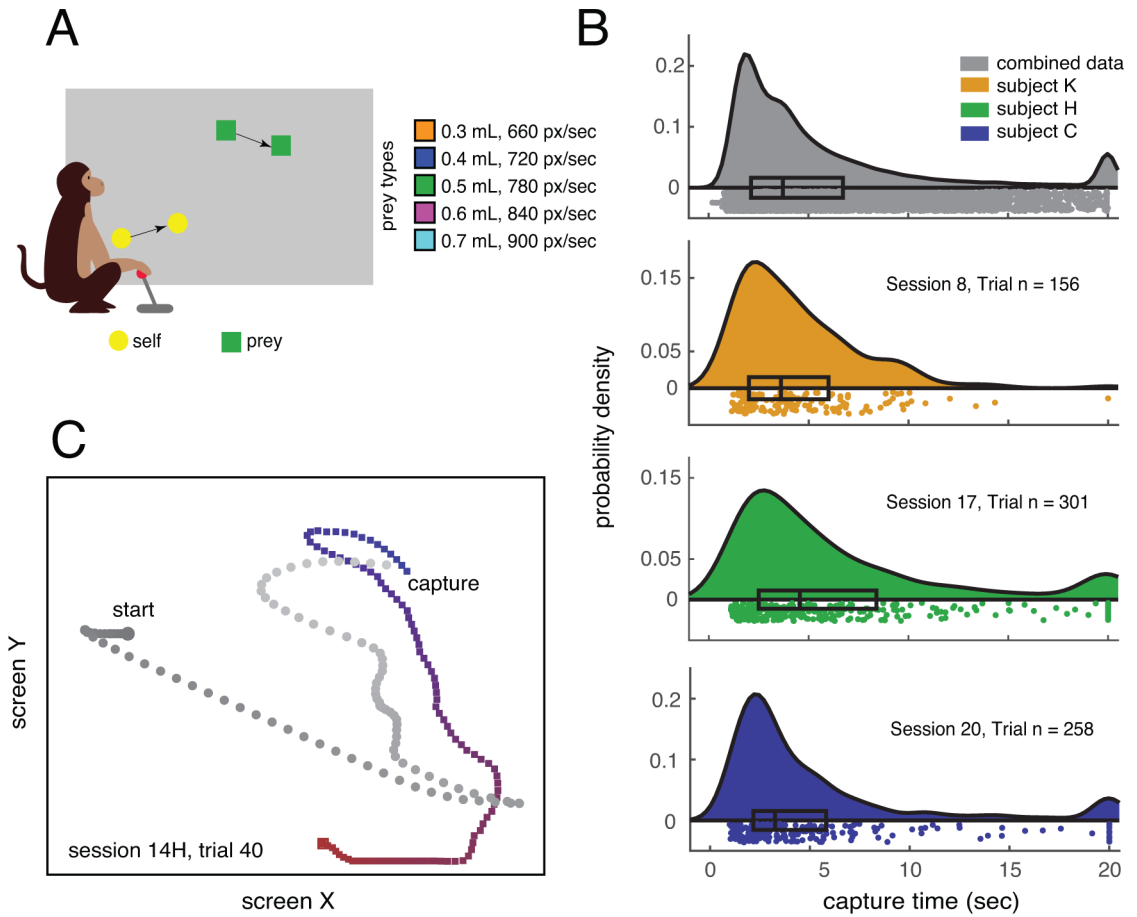 A
prey types
0.3 mL, 660 px/sec
0.4 mL, 720 px/sec
0.5 mL, 780 px/sec
0.6 mL, 840 px/sec
0.7 mL, 900 px/sec
self
prey
B
combined data
subject K
subject H
subject C
0.2
0.1
0
Session 8, Trial n = 156
0.15
0.05
0
Session 17, Trial n = 301
0.15
0.05
0
Session 20, Trial n = 258
0.2
0.1
0
0
5
10
15
20
probability density
capture time (sec)
C
start
capture
session 14H, trial 40
screen Y
screen X